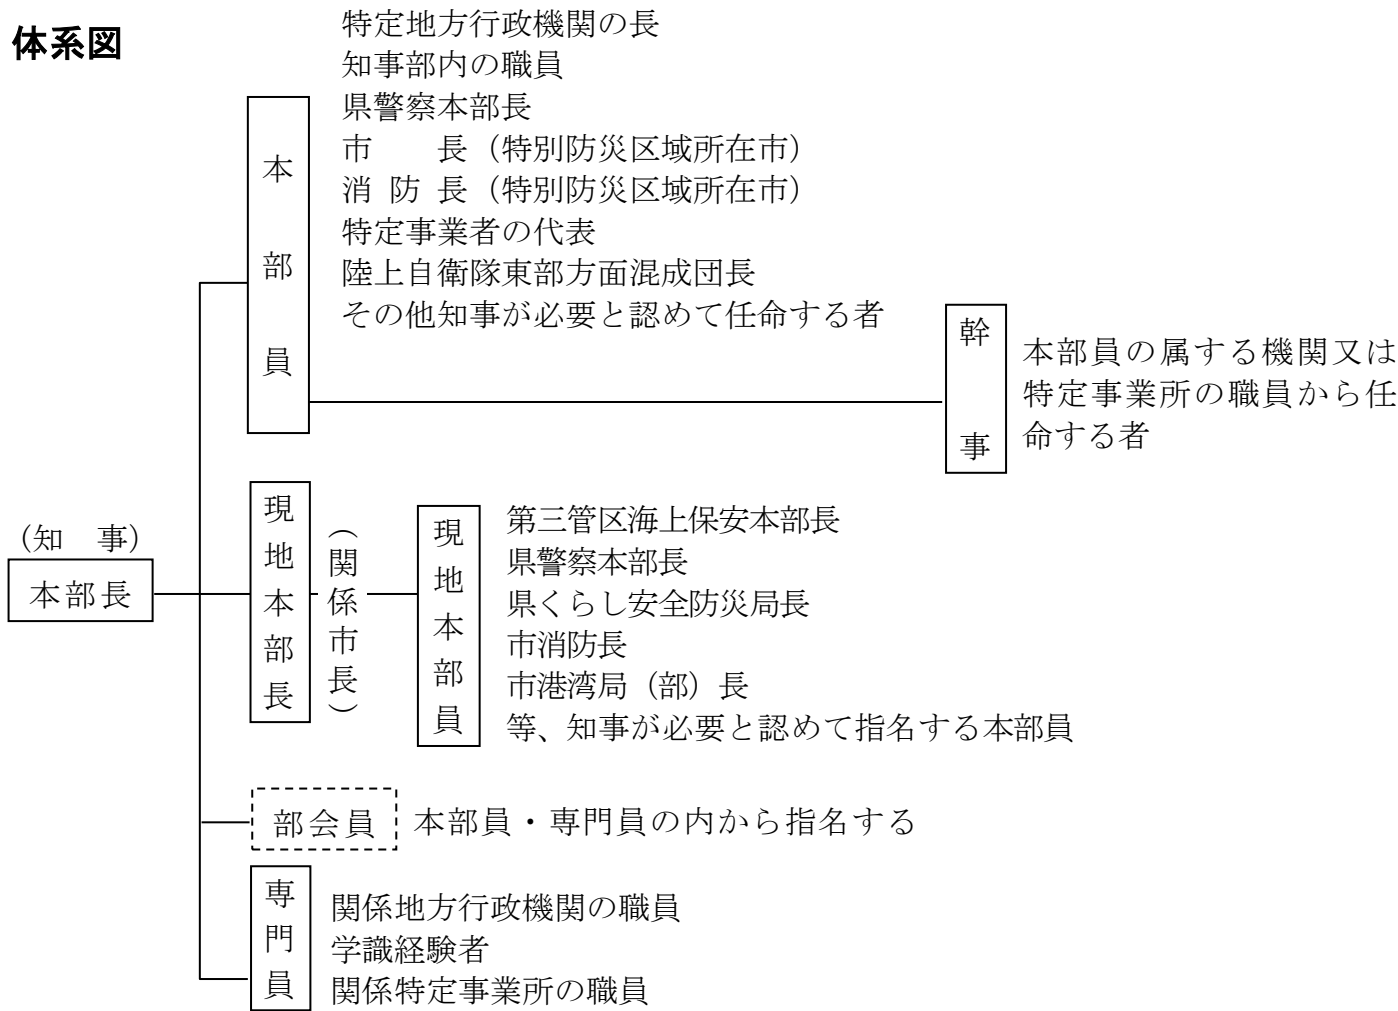 体系図
特定地方行政機関の長
知事部内の職員
県警察本部長
市　　長（特別防災区域所在市）
消 防 長（特別防災区域所在市）
特定事業者の代表
陸上自衛隊東部方面混成団長
その他知事が必要と認めて任命する者
本部員
幹事
本部員の属する機関又は
特定事業所の職員から任
命する者
（知　事）
本部長
現地本部長
（関係市長）
現地本部員
第三管区海上保安本部長
県警察本部長
県くらし安全防災局長
市消防長
市港湾局（部）長
等、知事が必要と認めて指名する本部員
部会員
本部員・専門員の内から指名する
専門員
関係地方行政機関の職員
学識経験者
関係特定事業所の職員